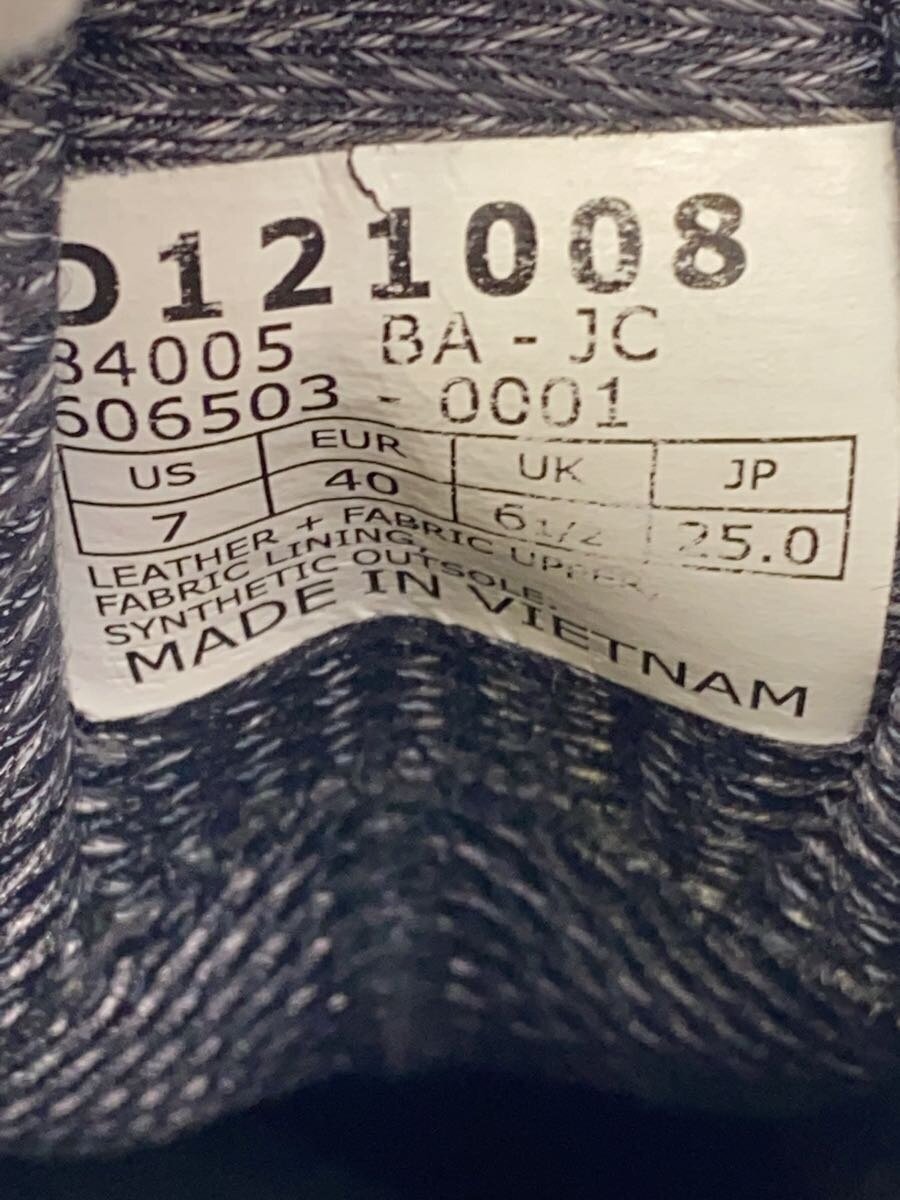 D121008
84005 BA - JC
606503 - 0001
US EUR UK JP
7 40 6 1/2 25.0
LEATHER + FABRIC UPPER,
FABRIC LINING,
SYNTHETIC OUTSOLE.
MADE IN VIETNAM